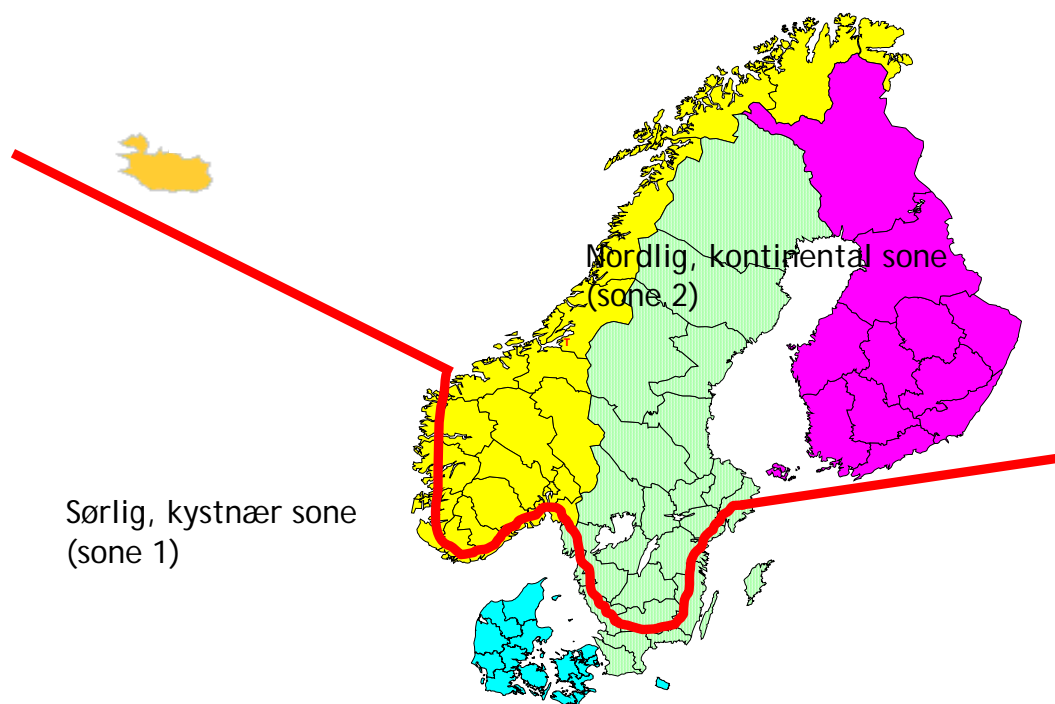 Nordlig, kontinental sone
(sone 2)
T
Sørlig, kystnær sone
(sone 1)